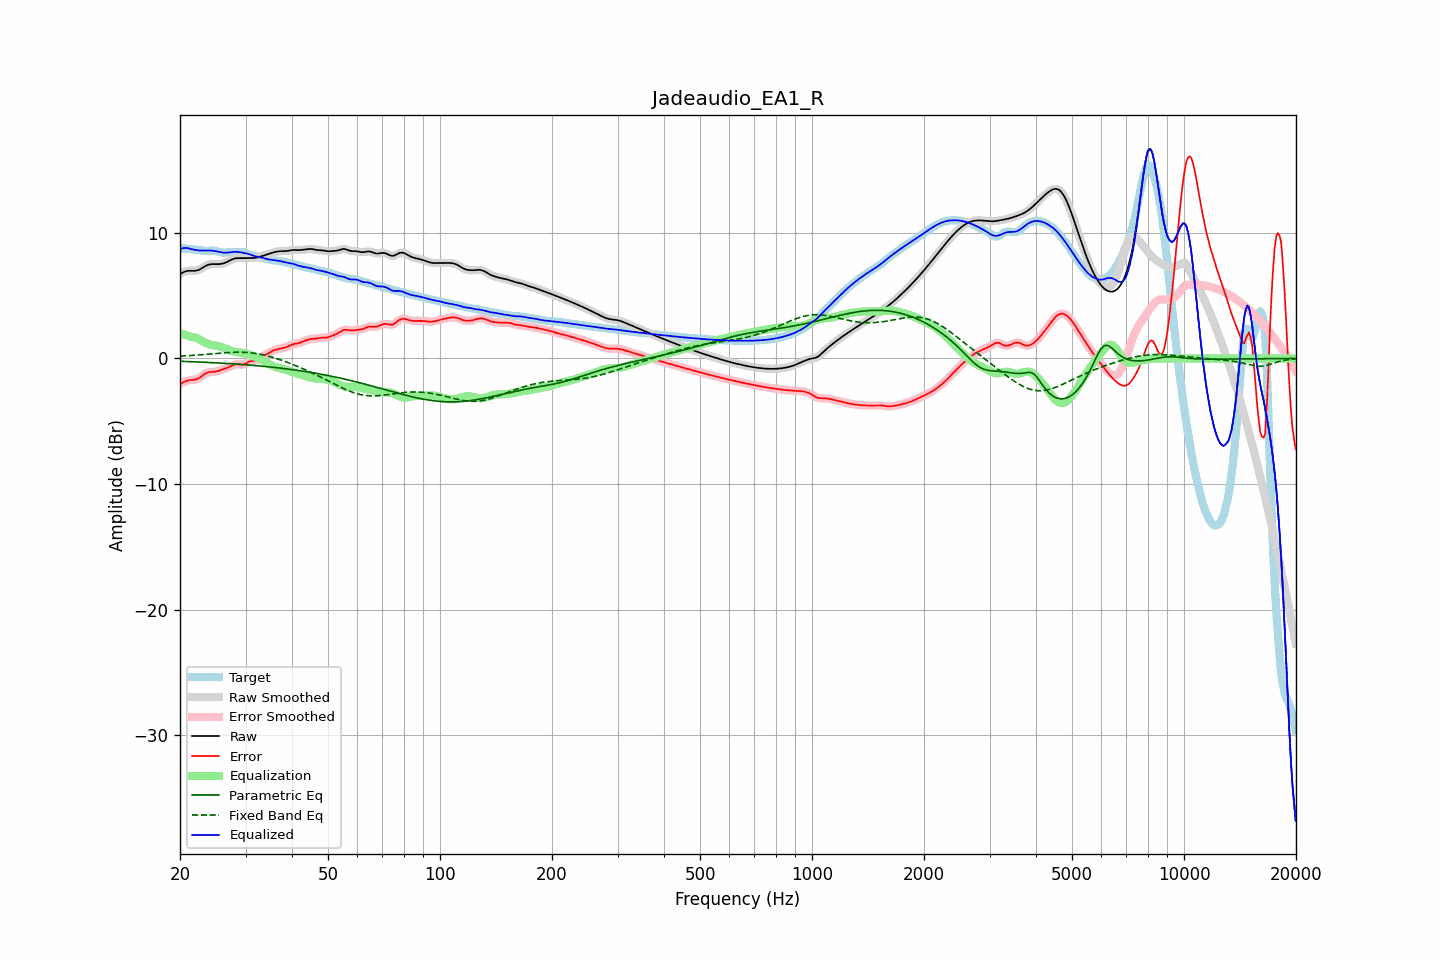 Jadeaudio_EA1_R
Amplitude (dBr)
10
0
−10
−20
−30
Target
Raw Smoothed
Error Smoothed
Raw
Error
Equalization
Parametric Eq
Fixed Band Eq
Equalized
20 50 100 200 500 1000 2000 5000 10000 20000
Frequency (Hz)